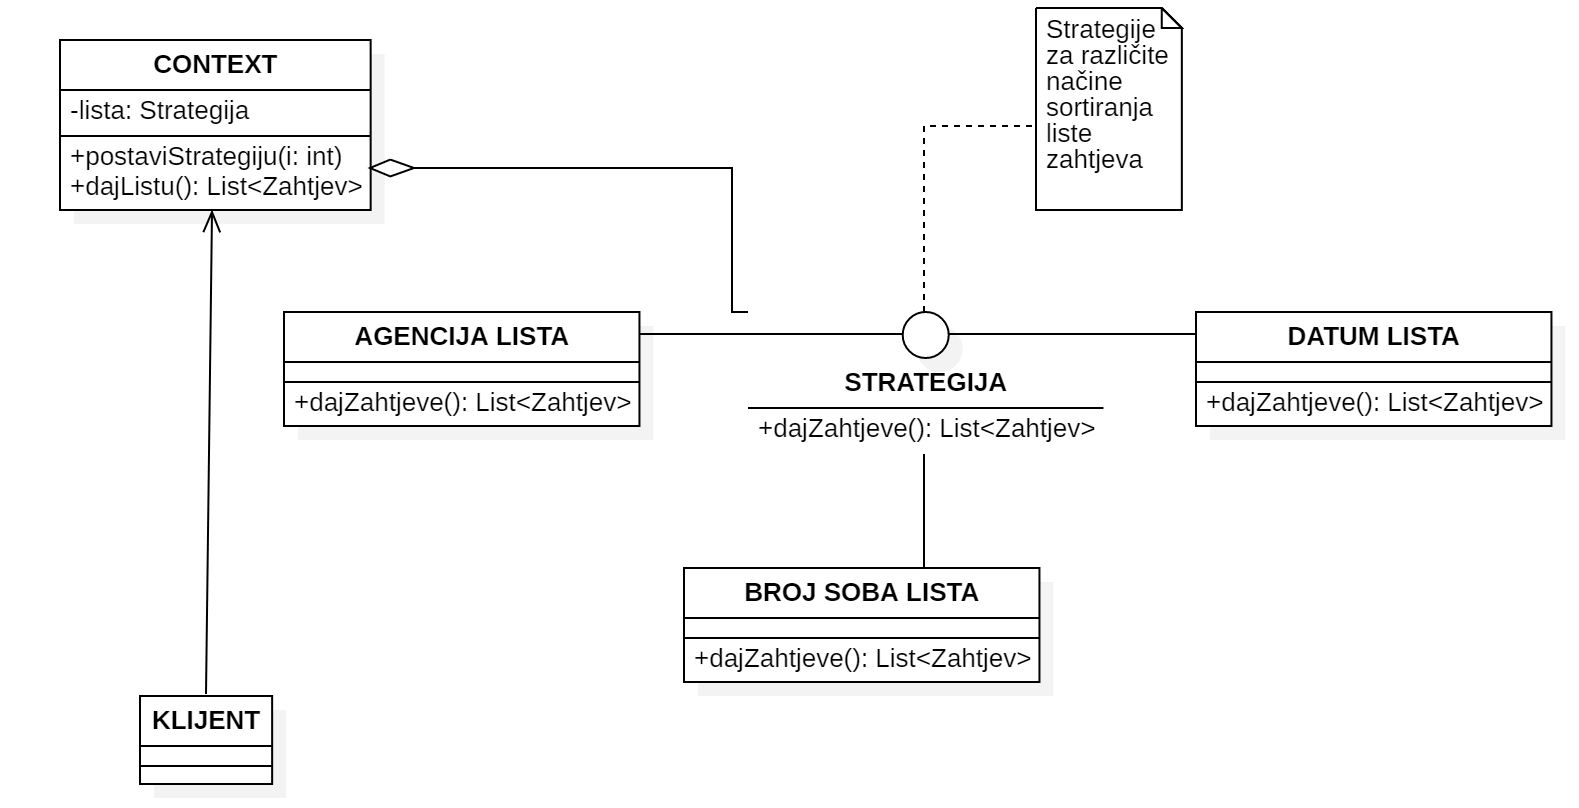 CONTEXT
-lista: Strategija
+postaviStrategiju(i: int)
+dajListu(): List<Zahtjev>
Strategije
za različite
načine
sortiranja
liste
zahtjeva
AGENCIJA LISTA
+dajZahtjeve(): List<Zahtjev>
STRATEGIJA
+dajZahtjeve(): List<Zahtjev>
DATUM LISTA
+dajZahtjeve(): List<Zahtjev>
BROJ SOBA LISTA
+dajZahtjeve(): List<Zahtjev>
KLIJENT